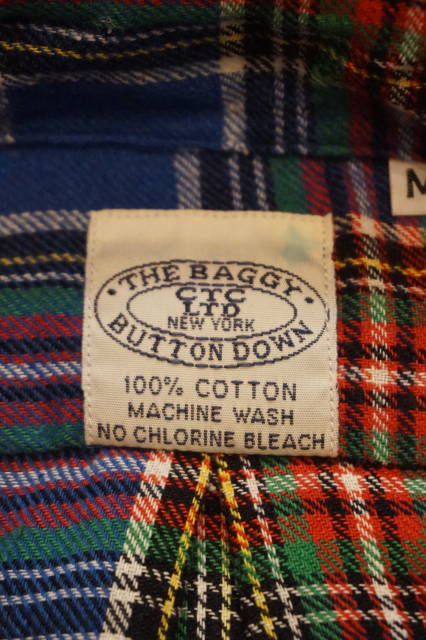 · THE BAGGY ·
CTC
LTD
NEW YORK
BUTTON DOWN
100% COTTON
MACHINE WASH
NO CHLORINE BLEACH
M